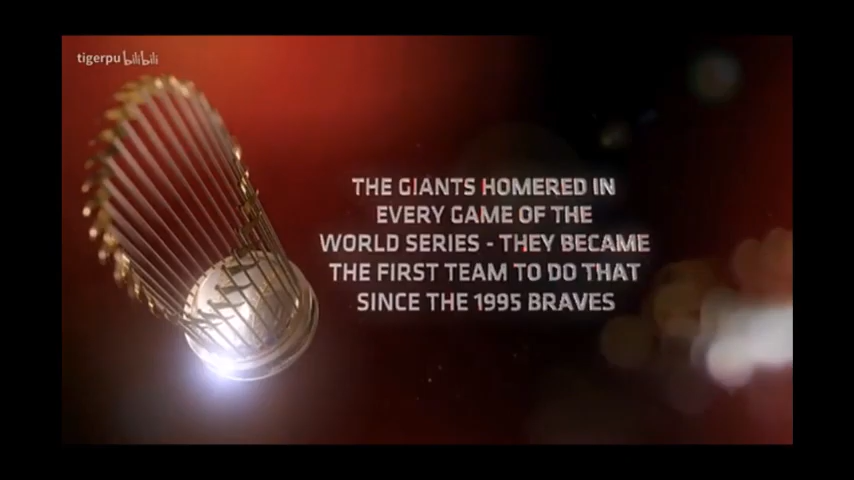 tigerpu bilibili
THE GIANTS HOMERED IN
EVERY GAME OF THE
WORLD SERIES - THEY BECAME
THE FIRST TEAM TO DO THAT
SINCE THE 1995 BRAVES